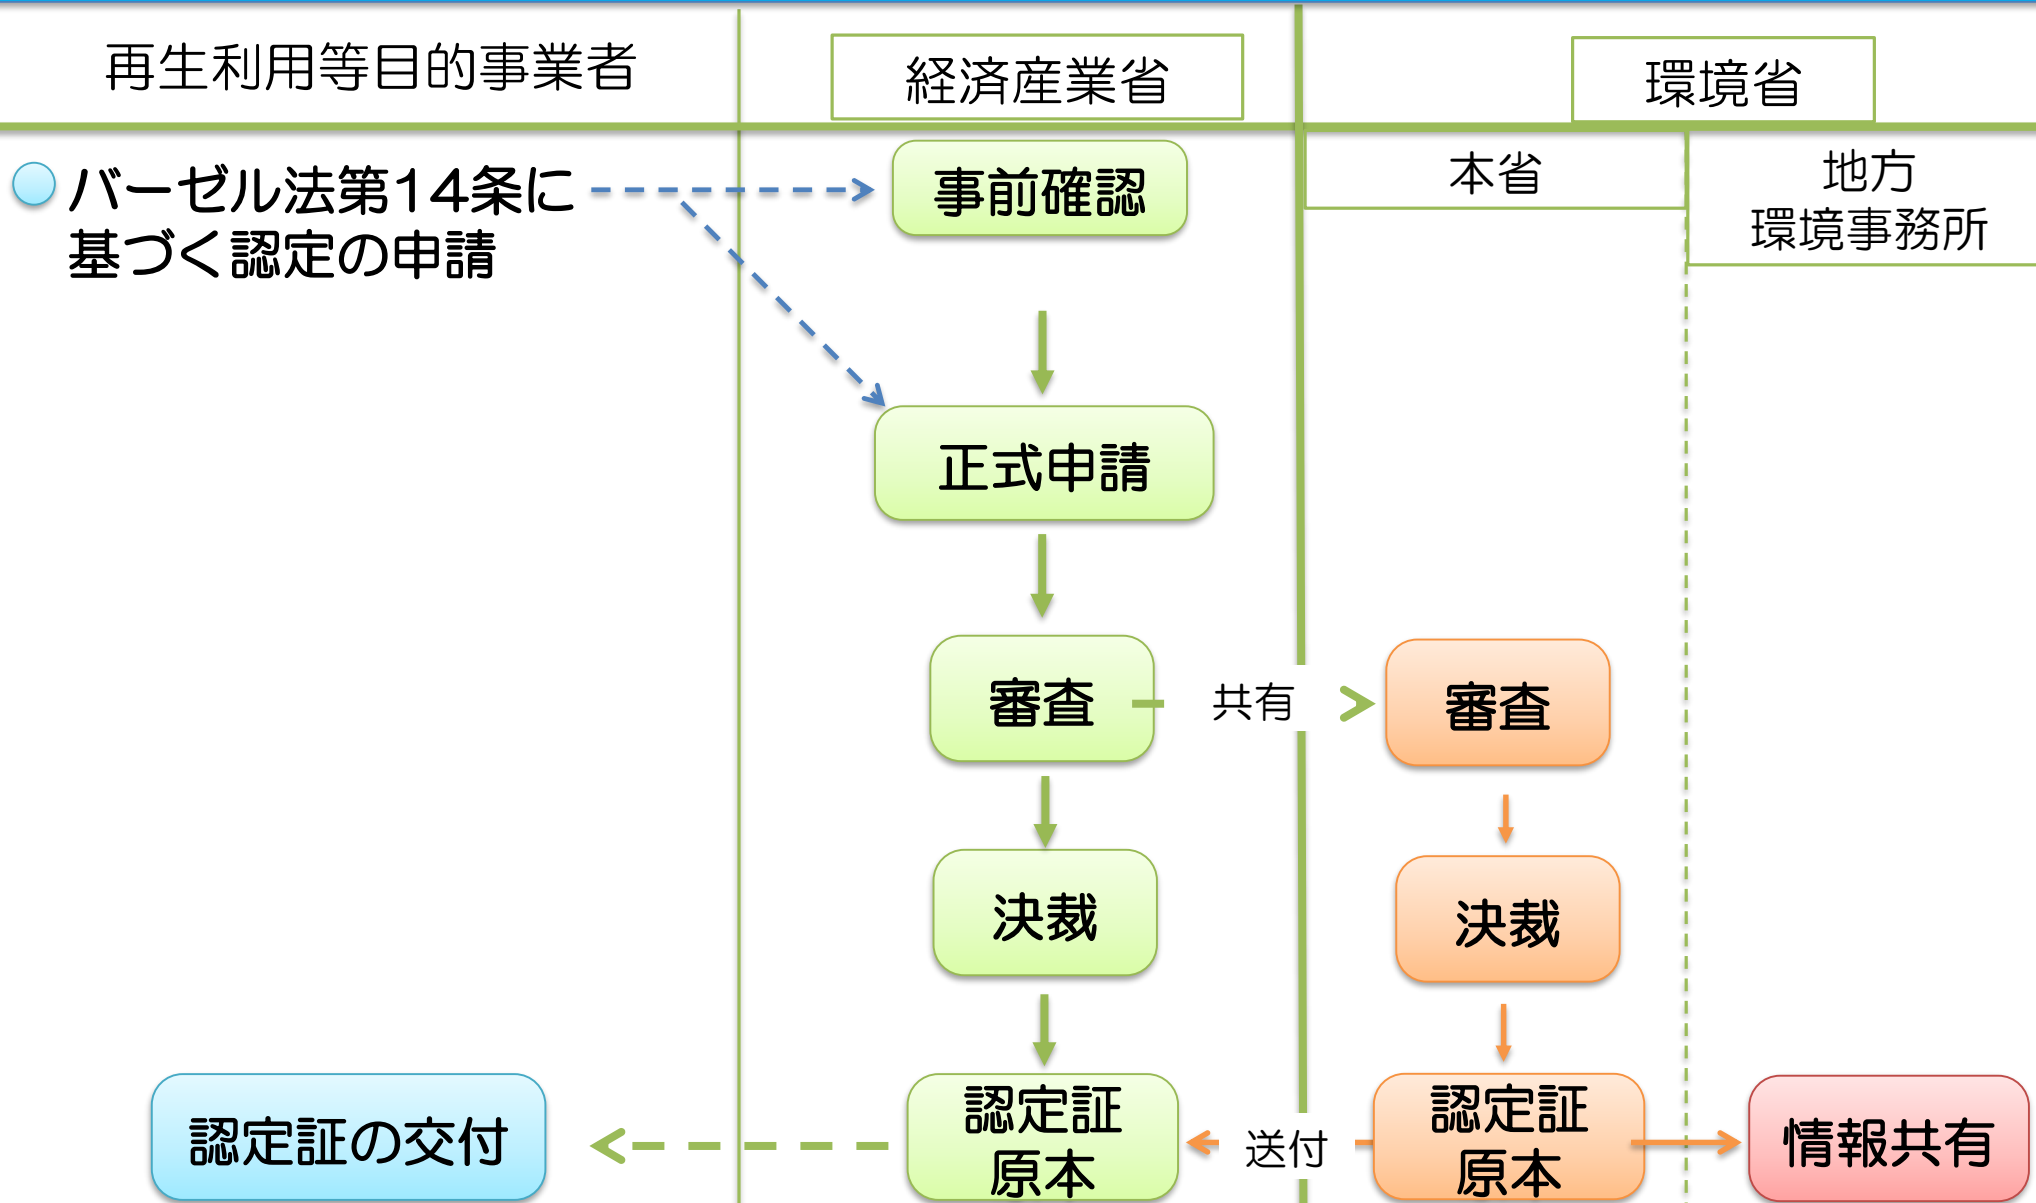 再生利用等目的事業者
経済産業省
環境省
本省
地方
環境事務所
バーゼル法第14条に
基づく認定の申請
事前確認
正式申請
審査
共有
審査
決裁
決裁
認定証の交付
認定証
原本
送付
認定証
原本
情報共有